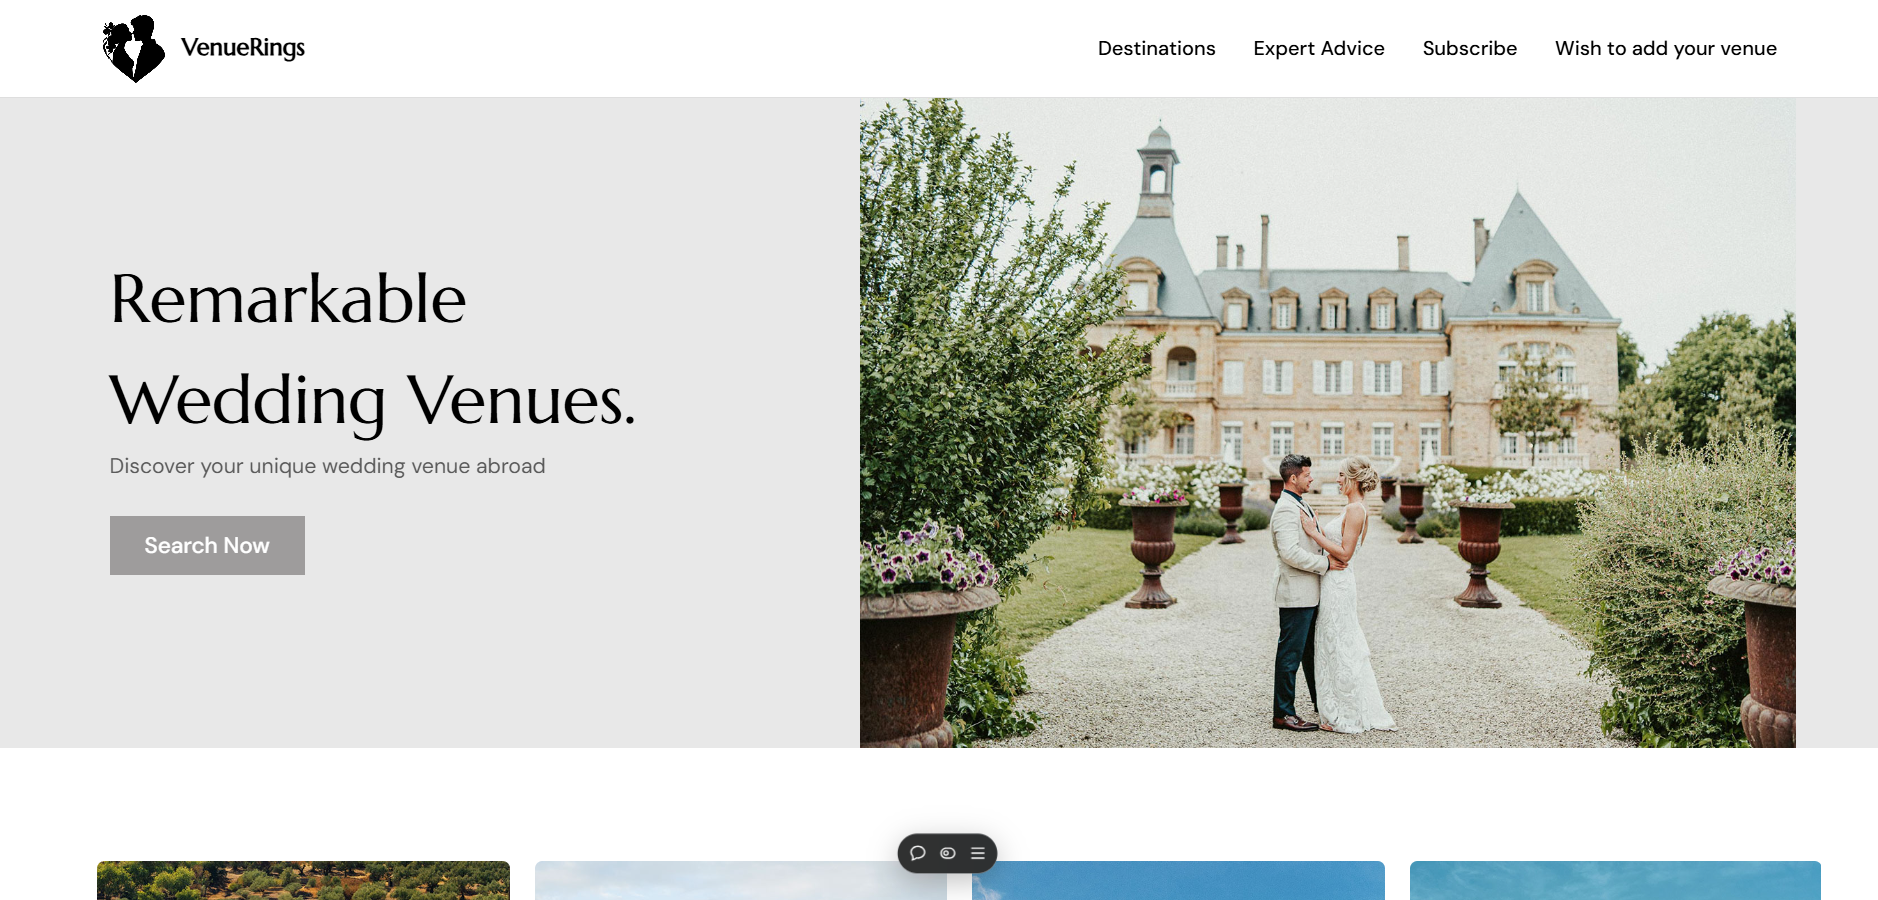 VenueRings
Destinations
Expert Advice
Subscribe
Wish to add your venue
Remarkable
Wedding Venues.
Discover your unique wedding venue abroad
Search Now